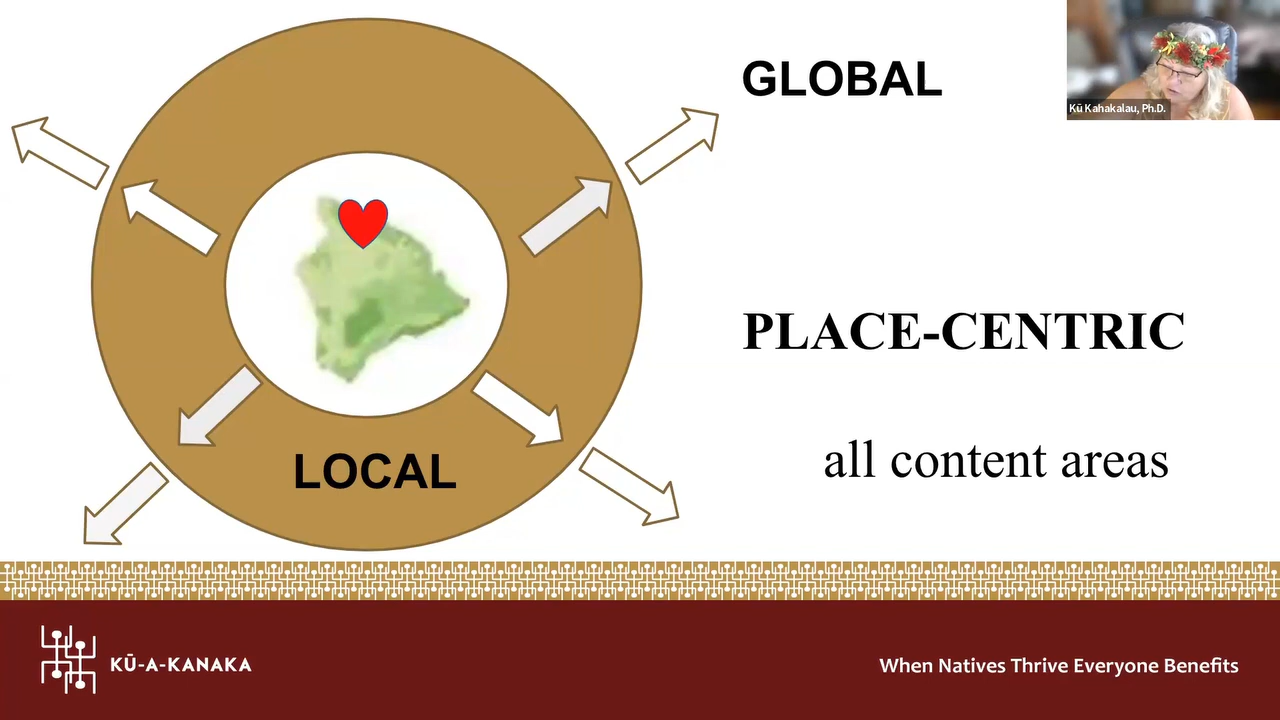 GLOBAL
Kū Kahakalau, Ph.D.
PLACE-CENTRIC
all content areas
LOCAL
KŪ-A-KANAKA
When Natives Thrive Everyone Benefits